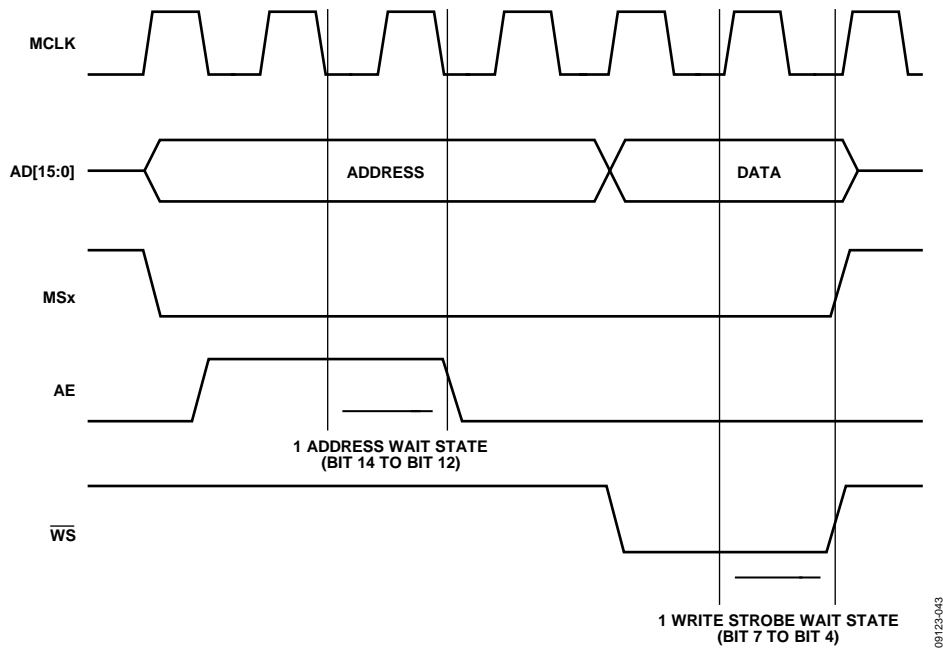 MCLK
AD[15:0]
ADDRESS
DATA
MSx
AE
1 ADDRESS WAIT STATE
(BIT 14 TO BIT 12)
WS
1 WRITE STROBE WAIT STATE
(BIT 7 TO BIT 4)
09123-043